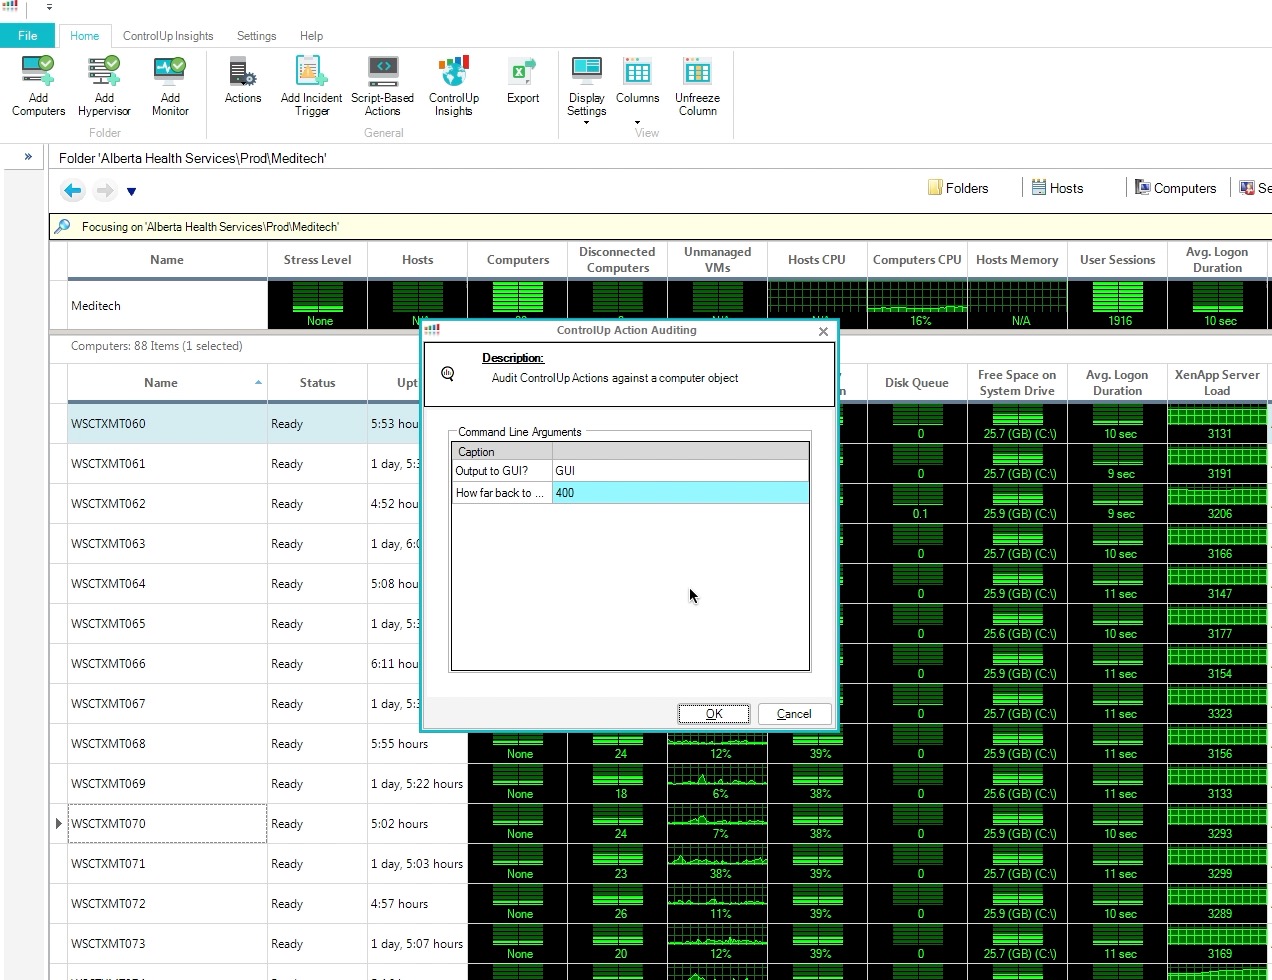 File Home ControlUp Insights Settings Help
Add Computers Add Hypervisor Add Monitor Actions Add Incident Trigger Script-Based Actions ControlUp Insights Export Display Settings Columns Unfreeze Column
Folder General View
» Folder 'Alberta Health Services\Prod\Meditech'
Folders Hosts Computers Se
Focusing on 'Alberta Health Services\Prod\Meditech'
Name Stress Level Hosts Computers Disconnected Computers Unmanaged VMs Hosts CPU Computers CPU Hosts Memory User Sessions Avg. Logon Duration
Meditech None 16% N/A 1916 10 sec
Computers: 88 Items (1 selected)
Name Status Upt Disk Queue Free Space on System Drive Avg. Logon Duration XenApp Server Load
ControlUp Action Auditing
Description:
Audit ControlUp Actions against a computer object
Command Line Arguments
Caption
Output to GUI? GUI
How far back to ... 400
OK Cancel
WSCTXMT060 Ready 5:53 hou 0 25.7 (GB) (C:\) 10 sec 3131
WSCTXMT061 Ready 1 day, 5:3 0 25.7 (GB) (C:\) 9 sec 3191
WSCTXMT062 Ready 4:52 hou 0.1 25.9 (GB) (C:\) 9 sec 3206
WSCTXMT063 Ready 1 day, 6:0 0 25.7 (GB) (C:\) 10 sec 3166
WSCTXMT064 Ready 5:08 hou 0 25.9 (GB) (C:\) 11 sec 3147
WSCTXMT065 Ready 1 day, 5:3 0 25.6 (GB) (C:\) 10 sec 3177
WSCTXMT066 Ready 6:11 hou 0 25.9 (GB) (C:\) 11 sec 3154
WSCTXMT067 Ready 1 day, 5:3 0 25.7 (GB) (C:\) 11 sec 3323
WSCTXMT068 Ready 5:55 hours None 24 12% 39% 0 25.9 (GB) (C:\) 11 sec 3156
WSCTXMT069 Ready 1 day, 5:22 hours None 18 6% 38% 0 25.6 (GB) (C:\) 11 sec 3133
WSCTXMT070 Ready 5:02 hours None 24 7% 38% 0 25.9 (GB) (C:\) 10 sec 3293
WSCTXMT071 Ready 1 day, 5:03 hours None 23 38% 39% 0 25.7 (GB) (C:\) 11 sec 3299
WSCTXMT072 Ready 4:57 hours None 26 11% 39% 0 25.9 (GB) (C:\) 10 sec 3289
WSCTXMT073 Ready 1 day, 5:07 hours None 20 12% 39% 0 25.7 (GB) (C:\) 11 sec 3169